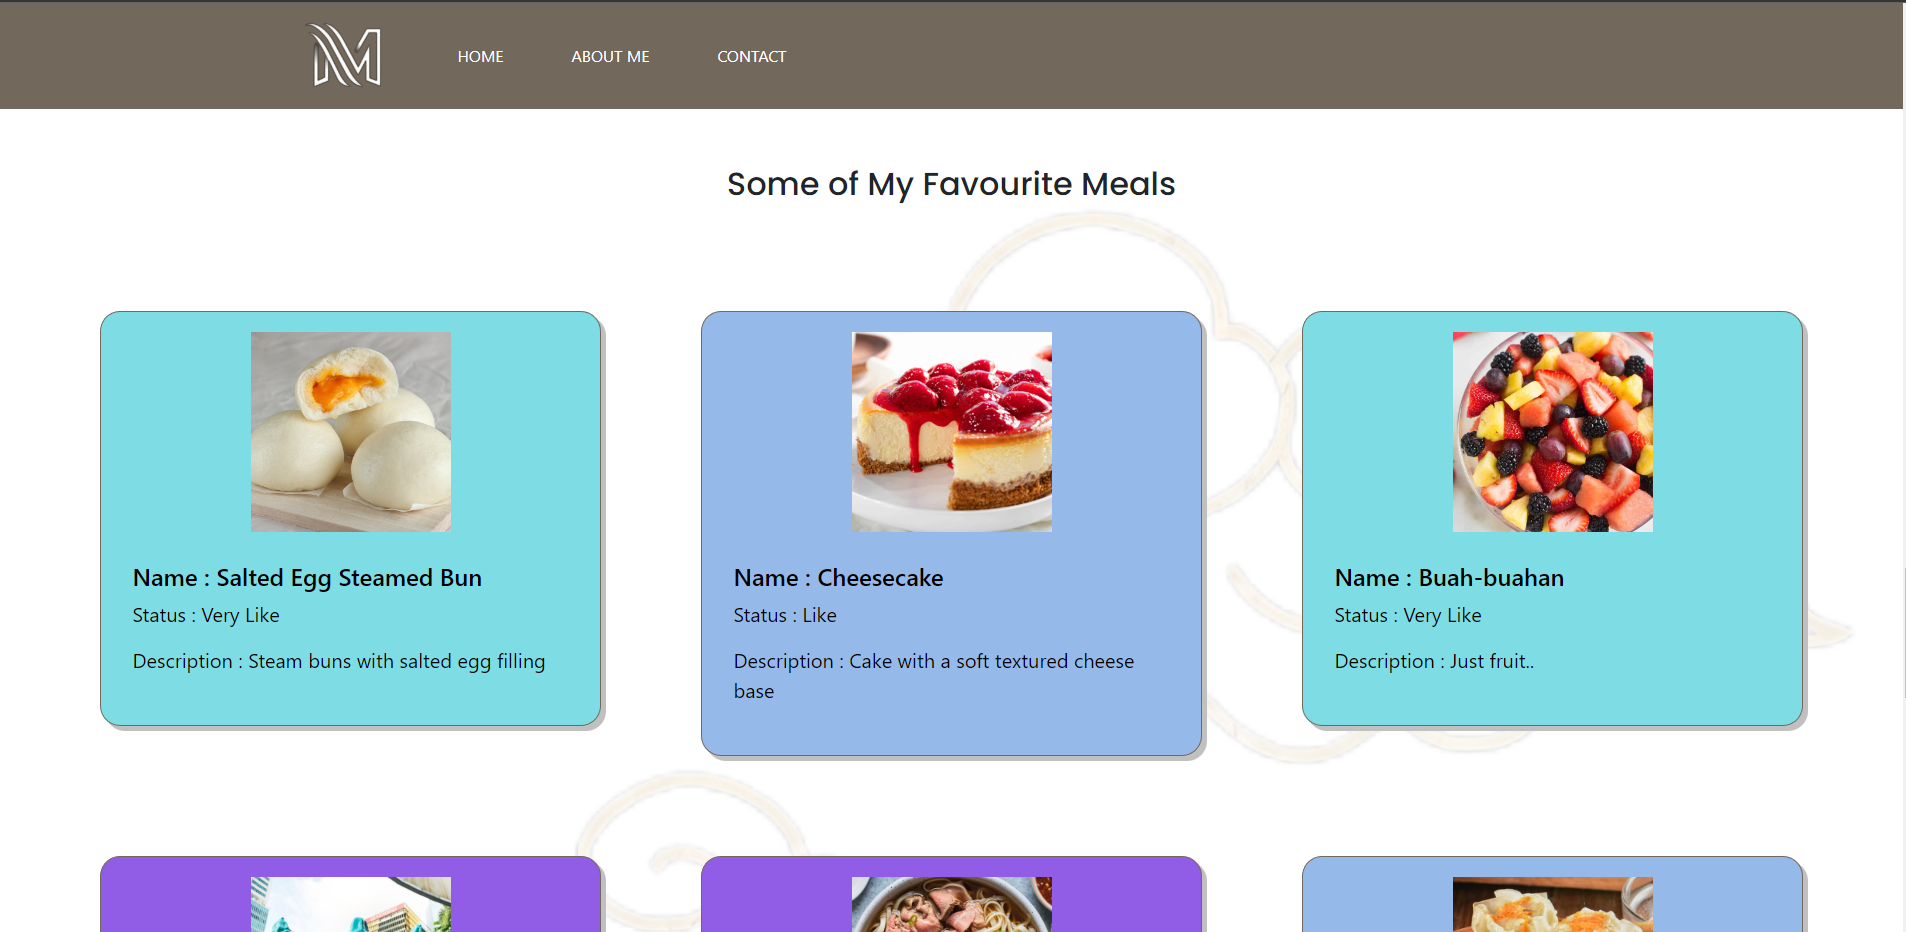 M
HOME
ABOUT ME
CONTACT
Some of My Favourite Meals
Name : Salted Egg Steamed Bun
Status : Very Like
Description : Steam buns with salted egg filling
Name : Cheesecake
Status : Like
Description : Cake with a soft textured cheese
base
Name : Buah-buahan
Status : Very Like
Description : Just fruit..